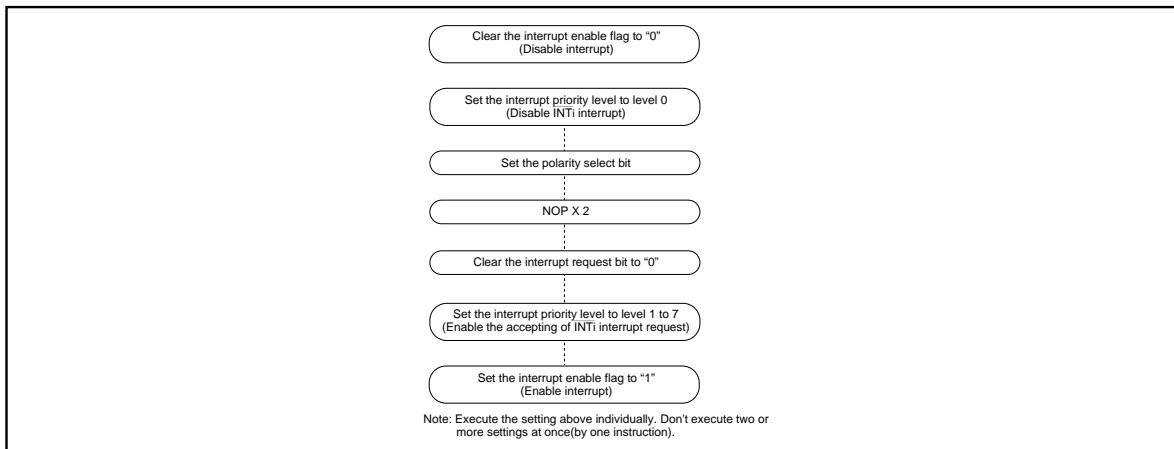 Clear the interrupt enable flag to “0”
(Disable interrupt)
Set the interrupt priority level to level 0
(Disable INTi interrupt)
Set the polarity select bit
NOP X 2
Clear the interrupt request bit to “0”
Set the interrupt priority level to level 1 to 7
(Enable the accepting of INTi interrupt request)
Set the interrupt enable flag to “1”
(Enable interrupt)
Note: Execute the setting above individually. Don’t execute two or
more settings at once(by one instruction).